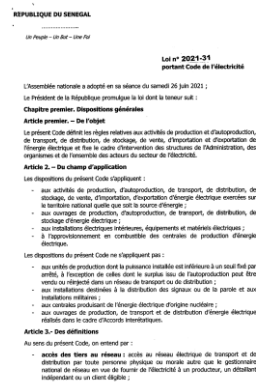 REPUBLIQUE DU SENEGAL
Un Peuple – Un But – Une Foi
Loi n° 2021-31
portant Code de l'électricité
L'Assemblée nationale a adopté en sa séance du samedi 26 juin 2021 ;
Le Président de la République promulgue la loi dont la teneur suit :
Chapitre premier. Dispositions générales
Article premier. – De l'objet
Le présent Code définit les règles relatives aux activités de production et d'autoproduction,
de transport, de distribution, de stockage, de vente, d'importation et d'exportation de
l'énergie électrique et fixe le cadre d'intervention des structures de l'Administration, des
organismes et de l'ensemble des acteurs du secteur de l'électricité.
Article 2. – Du champ d'application
Les dispositions du présent Code s'appliquent :
- aux activités de production, d'autoproduction, de transport, de distribution, de
stockage, de vente, d'importation, d'exportation d'énergie électrique exercées sur
le territoire national quelle que soit la source d'énergie ;
- aux ouvrages de production, d'autoproduction, de transport, de distribution, de
stockage d'énergie électrique ;
- aux installations électriques intérieures, équipements et matériels électriques ;
- à l'approvisionnement en combustible des centrales de production d'énergie
électrique.
Les dispositions du présent Code ne s'appliquent pas :
- aux unités de production dont la puissance installée est inférieure à un seuil fixé par
arrêté, à l'exception de celles dont le surplus issu de l'autoproduction peut être
vendu ou réinjecté dans un réseau de transport ou de distribution ;
- aux installations destinées à la distribution des signaux ou de la parole et aux
installations militaires ;
- aux centrales produisant de l'énergie électrique d'origine nucléaire ;
- aux ouvrages de production, de transport et de distribution d'énergie électrique
réalisés dans le cadre d'Accords interétatiques.
Article 3.- Des définitions
Au sens du présent Code, on entend par :
- accès des tiers au réseau : accès au réseau électrique de transport et de
distribution par toute personne physique ou morale autre que le gestionnaire
national de réseau en vue de fournir de l'électricité à un producteur, un détaillant
indépendant ou un client éligible ;